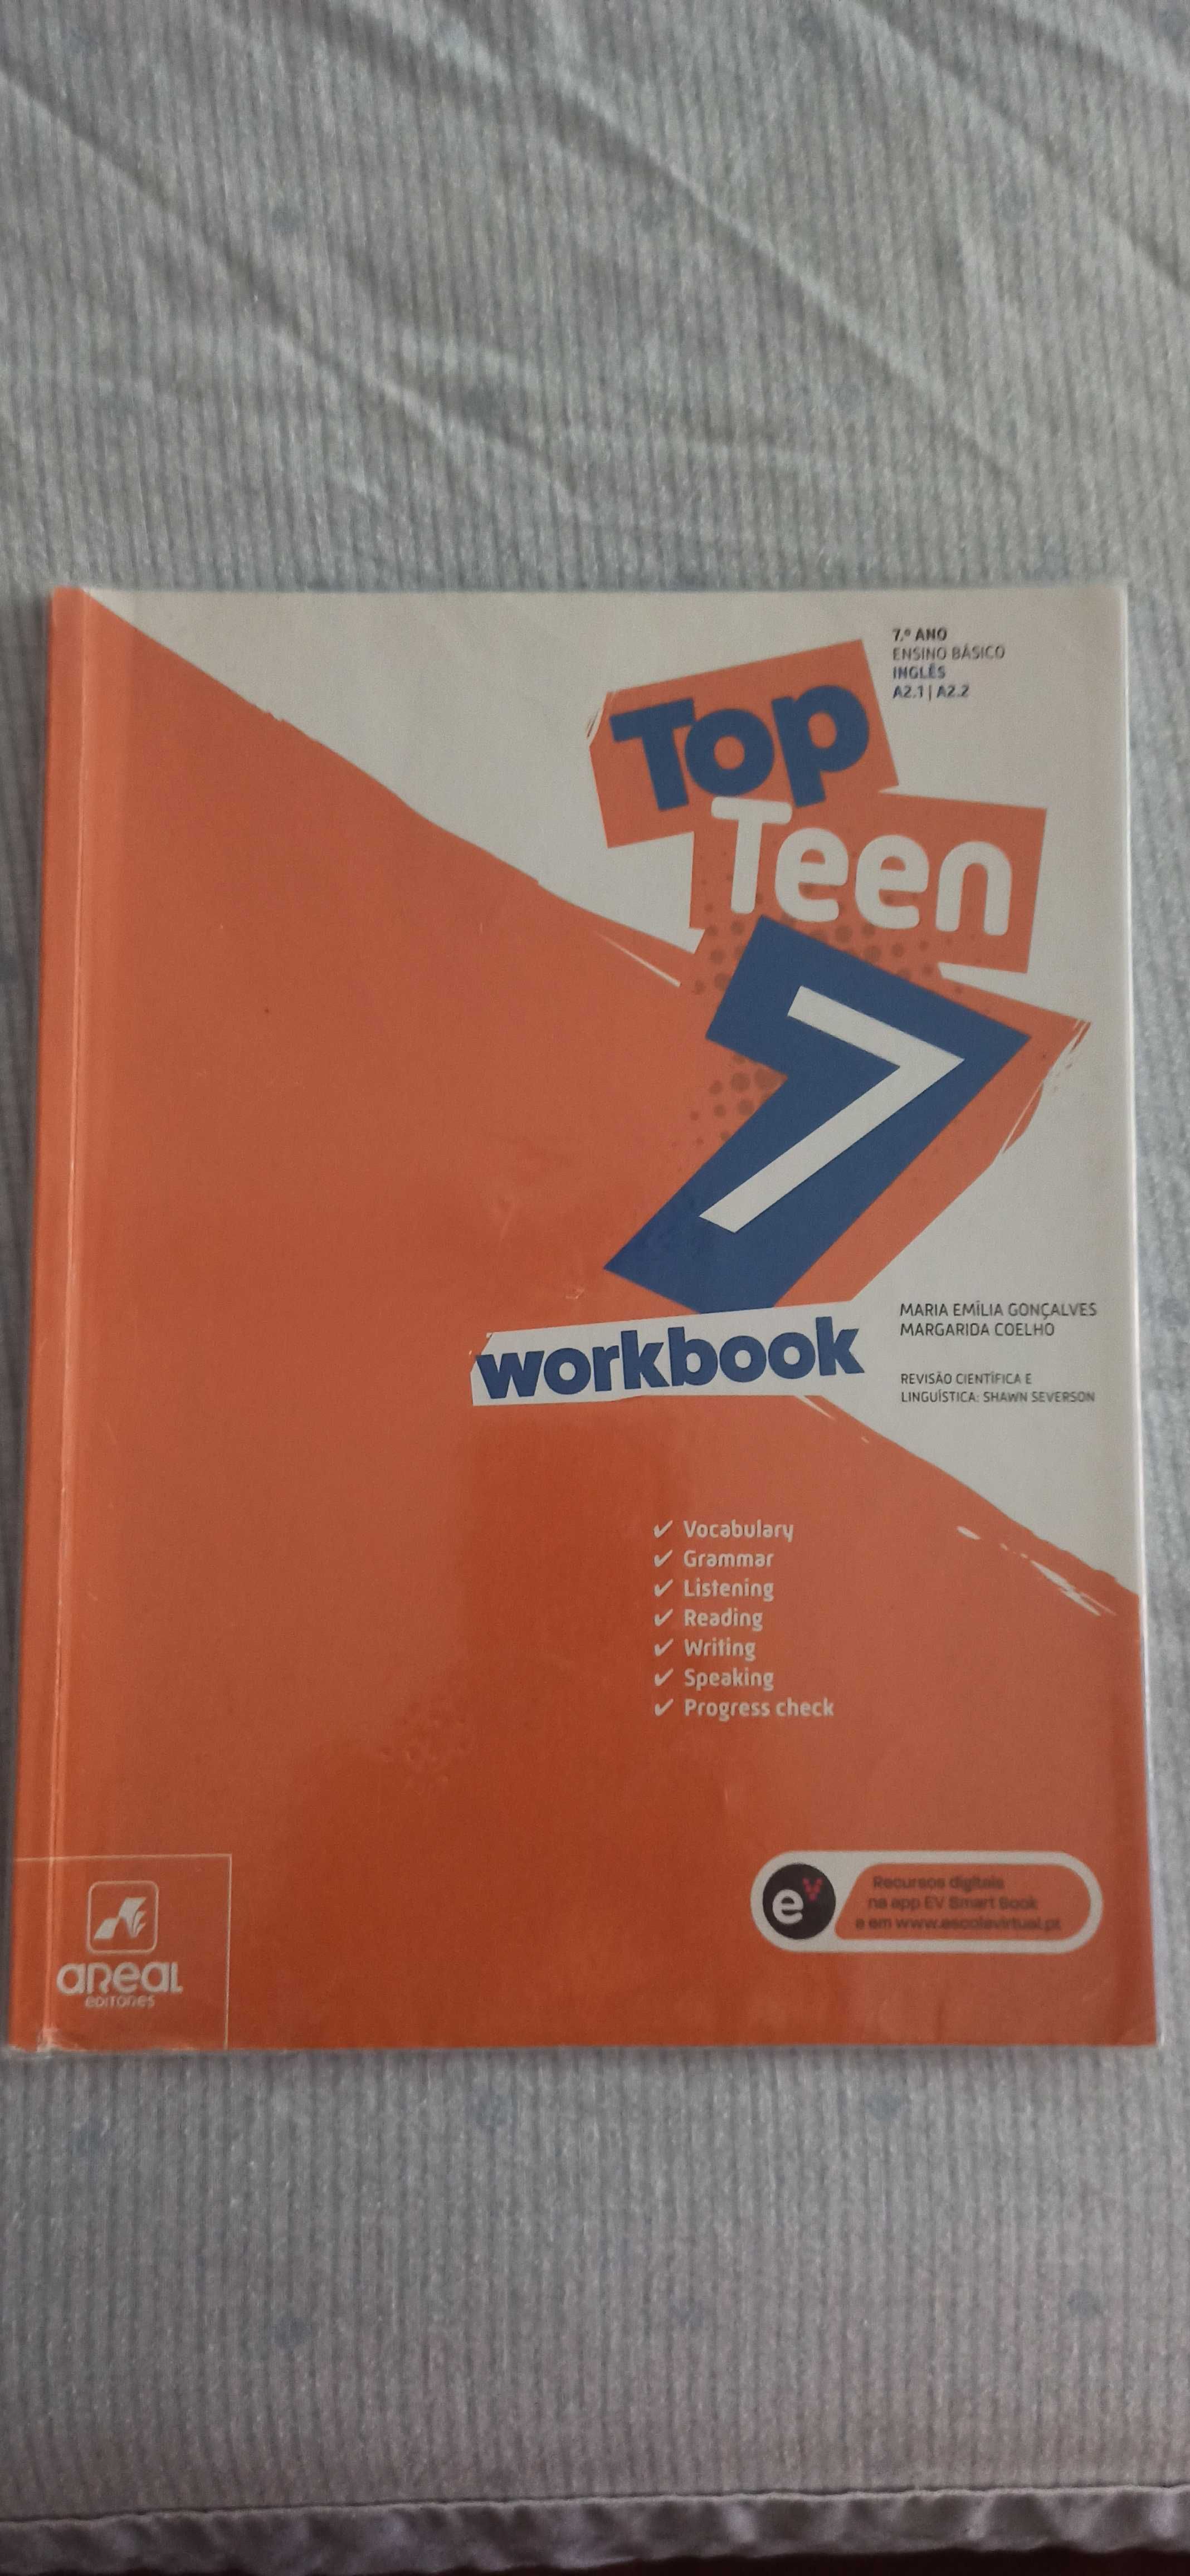 7.º ANO
ENSINO BÁSICO
INGLÊS
A2.1 | A2.2
Top
Teen
7
workbook
MARIA EMÍLIA GONÇALVES
MARGARIDA COELHO
REVISÃO CIENTÍFICA E
LINGUÍSTICA: SHAWN SEVERSON
✓ Vocabulary
✓ Grammar
✓ Listening
✓ Reading
✓ Writing
✓ Speaking
✓ Progress check
ev
Recursos digitais
na app EV Smart Book
e em www.escolavirtual.pt
areal
EDITORES